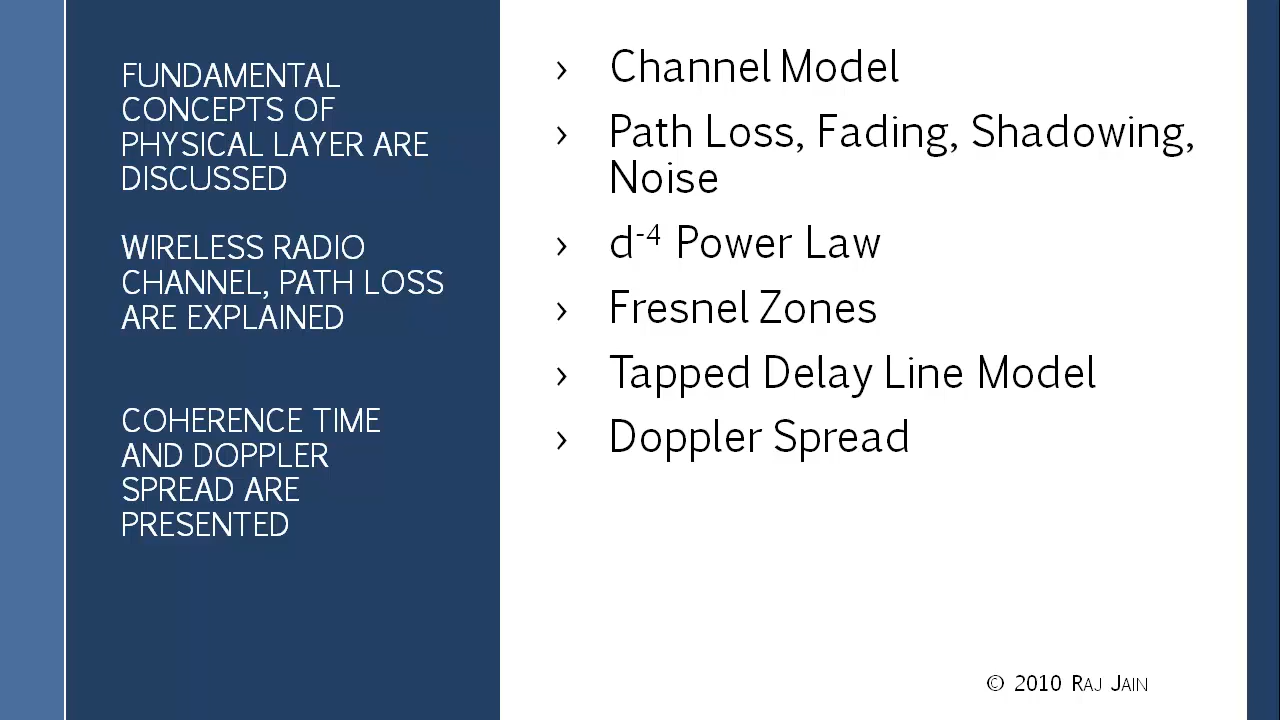 FUNDAMENTAL
CONCEPTS OF
PHYSICAL LAYER ARE
DISCUSSED
WIRELESS RADIO
CHANNEL, PATH LOSS
ARE EXPLAINED
COHERENCE TIME
AND DOPPLER
SPREAD ARE
PRESENTED
› Channel Model
› Path Loss, Fading, Shadowing,
Noise
› d⁻⁴ Power Law
› Fresnel Zones
› Tapped Delay Line Model
› Doppler Spread
© 2010 RAJ JAIN